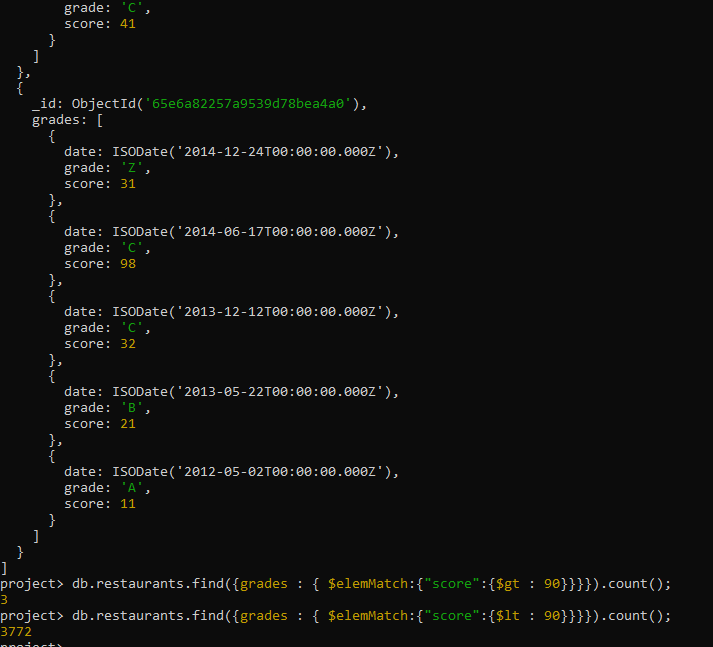 grade: 'C',
score: 41
}
]
},
{
_id: ObjectId('65e6a82257a9539d78bea4a0'),
grades: [
{
date: ISODate('2014-12-24T00:00:00.000Z'),
grade: 'Z',
score: 31
},
{
date: ISODate('2014-06-17T00:00:00.000Z'),
grade: 'C',
score: 98
},
{
date: ISODate('2013-12-12T00:00:00.000Z'),
grade: 'C',
score: 32
},
{
date: ISODate('2013-05-22T00:00:00.000Z'),
grade: 'B',
score: 21
},
{
date: ISODate('2012-05-02T00:00:00.000Z'),
grade: 'A',
score: 11
}
]
}
]
project> db.restaurants.find({grades : { $elemMatch:{"score":{$gt : 90}}}}).count();
3
project> db.restaurants.find({grades : { $elemMatch:{"score":{$lt : 90}}}}).count();
3772